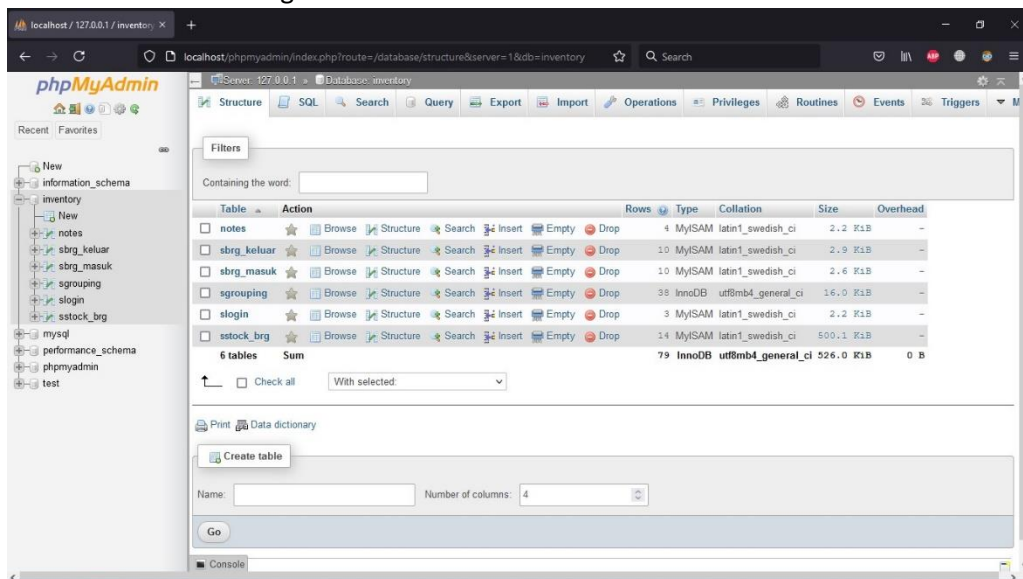 localhost / 127.0.0.1 / inventory
localhost/phpmyadmin/index.php?route=/database/structure&server=1&db=inventory
Search
phpMyAdmin
Recent Favorites
New
information_schema
inventory
New
notes
sbrg_keluar
sbrg_masuk
sgrouping
slogin
sstock_brg
mysql
performance_schema
phpmyadmin
test
Server: 127.0.0.1 » Database: inventory
Structure SQL Search Query Export Import Operations Privileges Routines Events Triggers M
Filters
Containing the word:
Table Action Rows Type Collation Size Overhead
notes Browse Structure Search Insert Empty Drop 4 MyISAM latin1_swedish_ci 2.2 KiB -
sbrg_keluar Browse Structure Search Insert Empty Drop 10 MyISAM latin1_swedish_ci 2.9 KiB -
sbrg_masuk Browse Structure Search Insert Empty Drop 10 MyISAM latin1_swedish_ci 2.6 KiB -
sgrouping Browse Structure Search Insert Empty Drop 38 InnoDB utf8mb4_general_ci 16.0 KiB -
slogin Browse Structure Search Insert Empty Drop 3 MyISAM latin1_swedish_ci 2.2 KiB -
sstock_brg Browse Structure Search Insert Empty Drop 14 MyISAM latin1_swedish_ci 500.1 KiB -
6 tables Sum 79 InnoDB utf8mb4_general_ci 526.0 KiB 0 B
Check all With selected:
Print Data dictionary
Create table
Name: Number of columns: 4
Go
Console